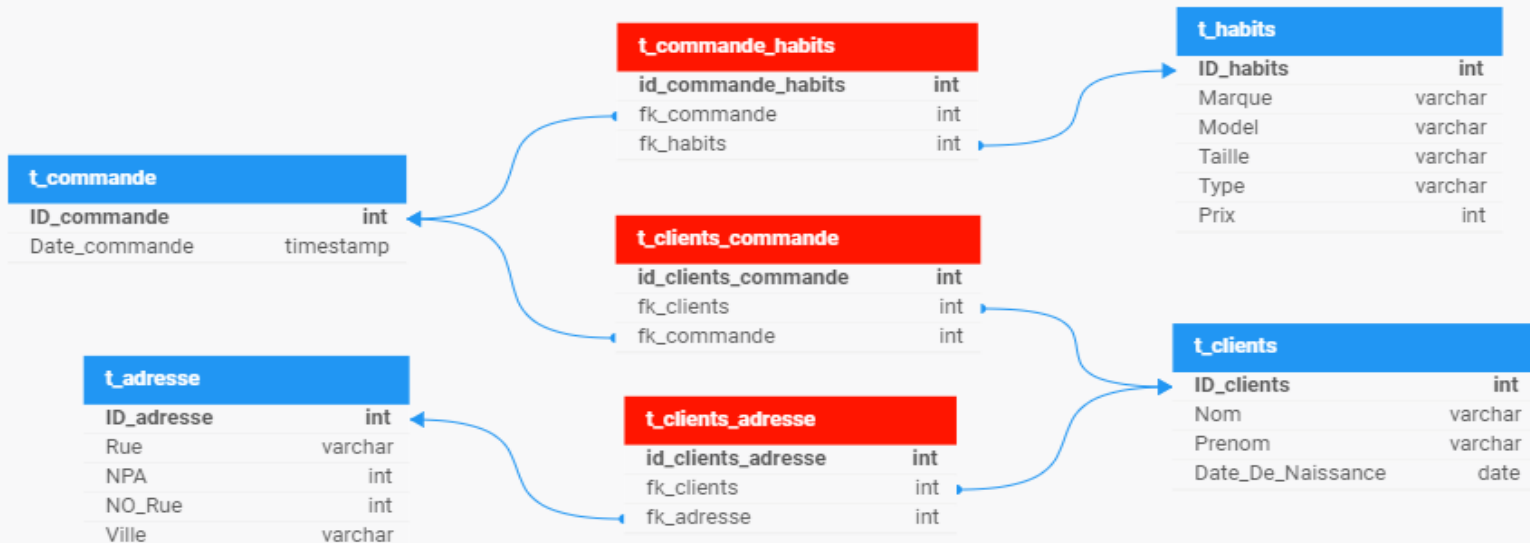 t_commande_habits
id_commande_habits int
fk_commande int
fk_habits int
t_habits
ID_habits int
Marque varchar
Model varchar
Taille varchar
Type varchar
Prix int
t_commande
ID_commande int
Date_commande timestamp
t_clients_commande
id_clients_commande int
fk_clients int
fk_commande int
t_clients
ID_clients int
Nom varchar
Prenom varchar
Date_De_Naissance date
t_adresse
ID_adresse int
Rue varchar
NPA int
NO_Rue int
Ville varchar
t_clients_adresse
id_clients_adresse int
fk_clients int
fk_adresse int